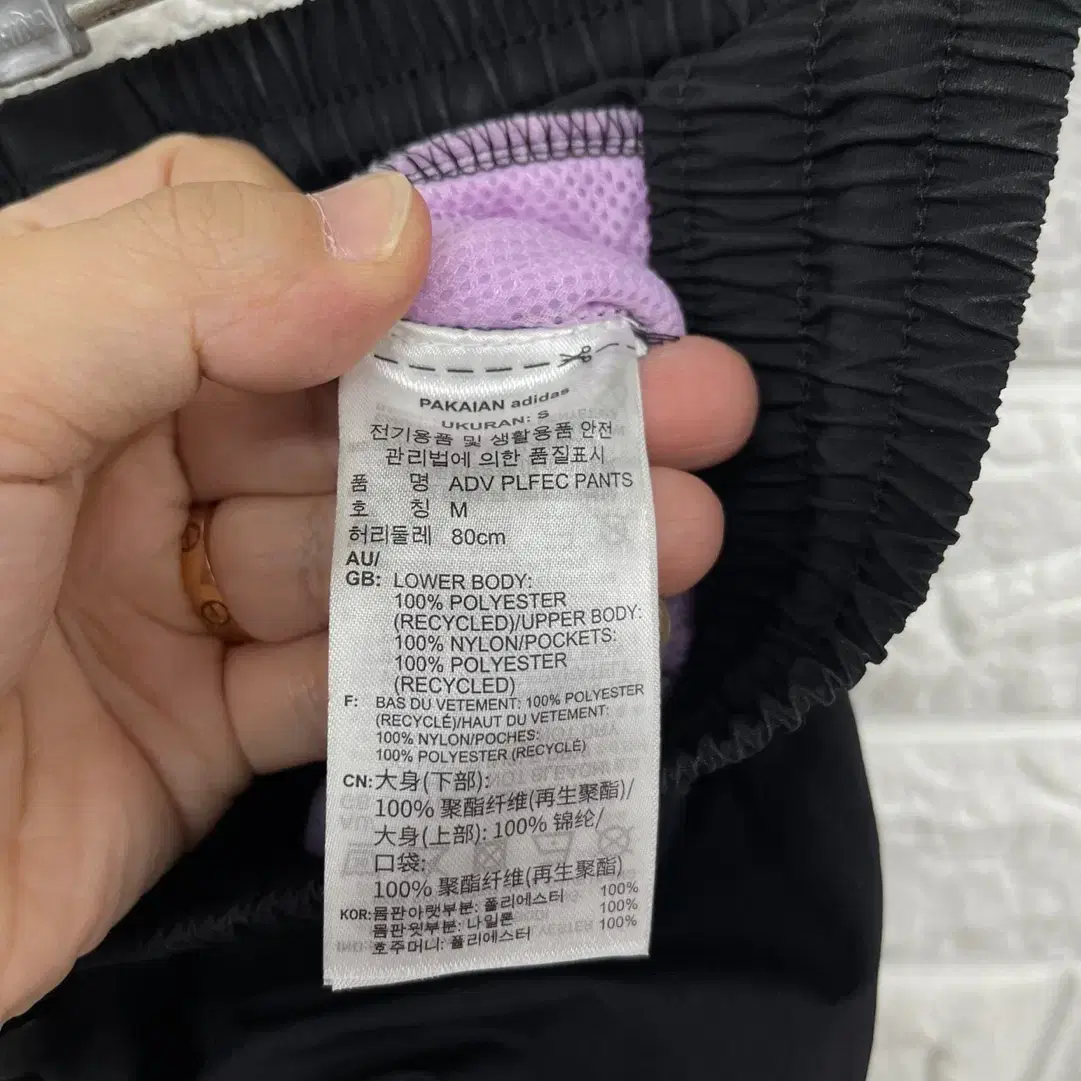 PAKAIAN adidas
UKURAN: S
전기용품 및 생활용품 안전
관리법에 의한 품질표시
품 명 ADV PLFEC PANTS
호 칭 M
허리둘레 80cm
AU/
GB: LOWER BODY:
100% POLYESTER
(RECYCLED)/UPPER BODY:
100% NYLON/POCKETS:
100% POLYESTER
(RECYCLED)
F: BAS DU VETEMENT: 100% POLYESTER
(RECYCLÉ)/HAUT DU VETEMENT:
100% NYLON/POCHES:
100% POLYESTER (RECYCLÉ)
CN: 大身(下部):
100% 聚酯纤维(再生聚酯)/
大身(上部): 100% 锦纶/
口袋:
100% 聚酯纤维(再生聚酯)
KOR: 몸판아랫부분: 폴리에스터 100%
몸판윗부분: 나일론 100%
호주머니: 폴리에스터 100%